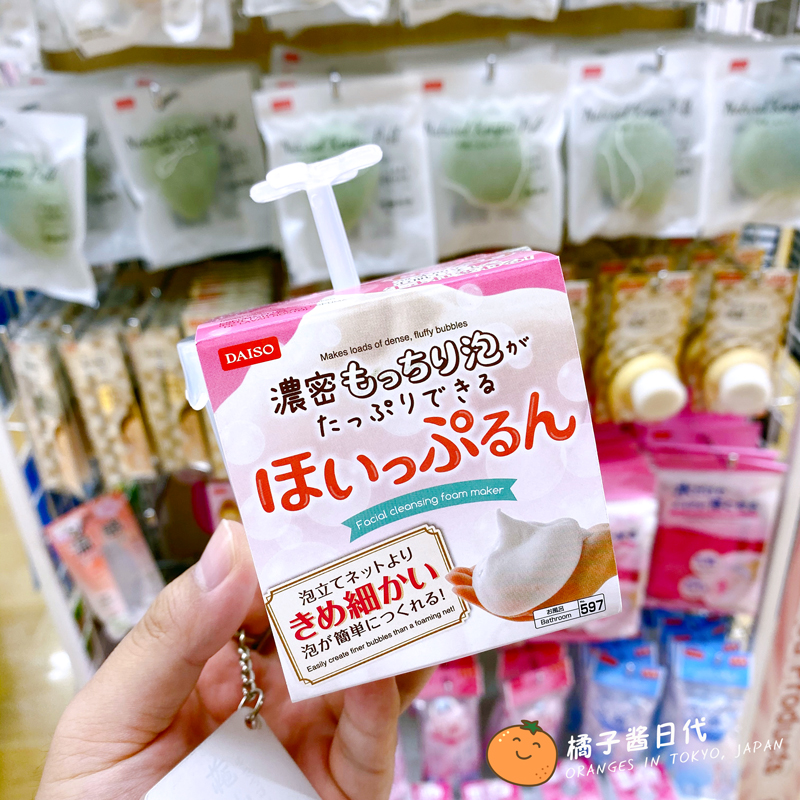 DAISO
Makes loads of dense, fluffy bubbles
濃密もっちり泡が
たっぷりできる
ほいっぷるん
Facial cleansing foam maker
泡立てネットより
きめ細かい
泡が簡単につくれる!
Easily create finer bubbles than a foaming net!
お風呂
Bathroom
597
橘子酱日代
ORANGES IN TOKYO, JAPAN